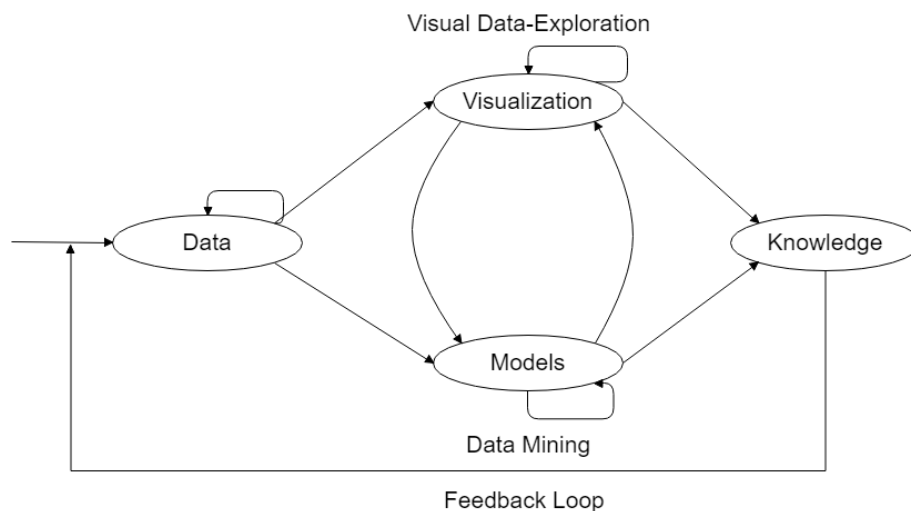 Visual Data-Exploration
Visualization
Data
Knowledge
Models
Data Mining
Feedback Loop